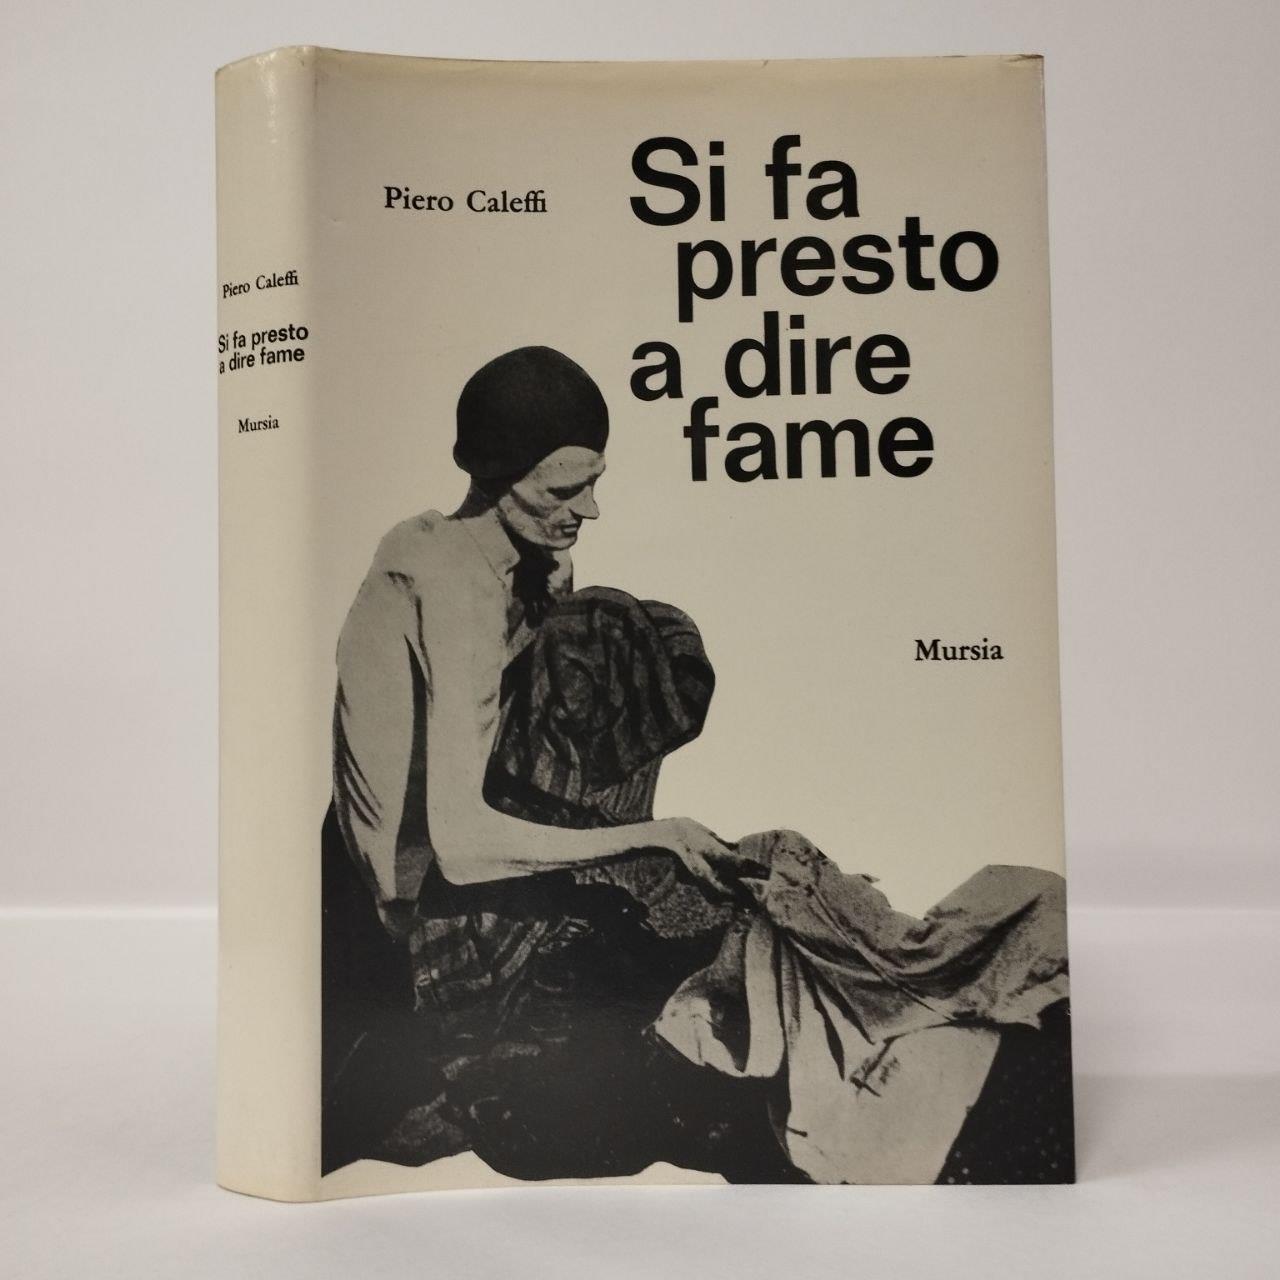 Piero Caleffi
Si fa
presto
a dire
fame
Mursia
Piero Caleffi
Si fa presto
a dire fame
Mursia